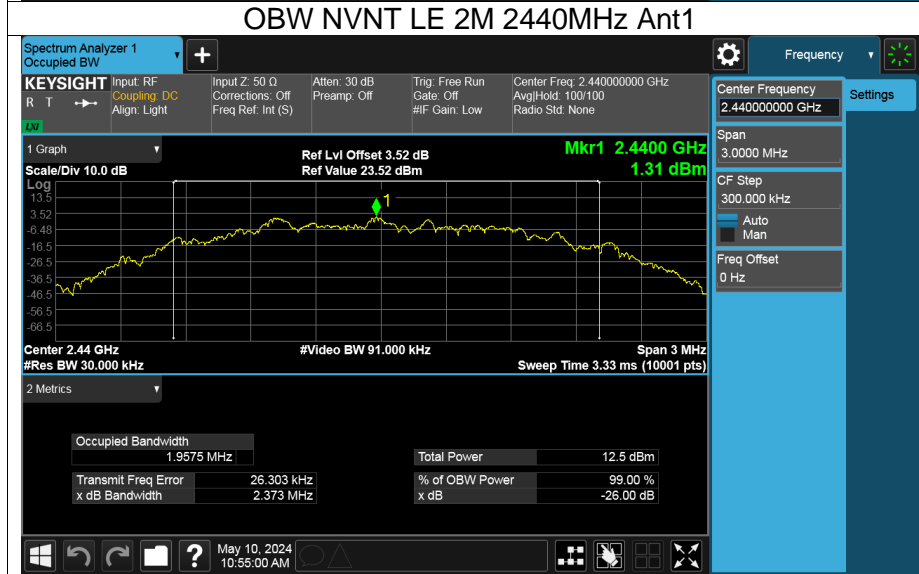 OBW NVNT LE 2M 2440MHz Ant1
Spectrum Analyzer 1
Occupied BW
Frequency
KEYSIGHT
R T
LXI
Input: RF
Coupling: DC
Align: Light
Input Z: 50 Ω
Corrections: Off
Freq Ref: Int (S)
Atten: 30 dB
Preamp: Off
Trig: Free Run
Gate: Off
#IF Gain: Low
Center Freq: 2.440000000 GHz
Avg|Hold: 100/100
Radio Std: None
Center Frequency
2.440000000 GHz
Settings
Span
3.0000 MHz
CF Step
300.000 kHz
Auto
Man
Freq Offset
0 Hz
1 Graph
Scale/Div 10.0 dB
Ref Lvl Offset 3.52 dB
Ref Value 23.52 dBm
Mkr1 2.4400 GHz
1.31 dBm
Log
13.5
3.52
-6.48
-16.5
-26.5
-36.5
-46.5
-56.5
-66.5
1
Center 2.44 GHz
#Res BW 30.000 kHz
#Video BW 91.000 kHz
Span 3 MHz
Sweep Time 3.33 ms (10001 pts)
2 Metrics
Occupied Bandwidth
1.9575 MHz
Total Power 12.5 dBm
Transmit Freq Error 26.303 kHz
% of OBW Power 99.00 %
x dB Bandwidth 2.373 MHz
x dB -26.00 dB
?
May 10, 2024
10:55:00 AM